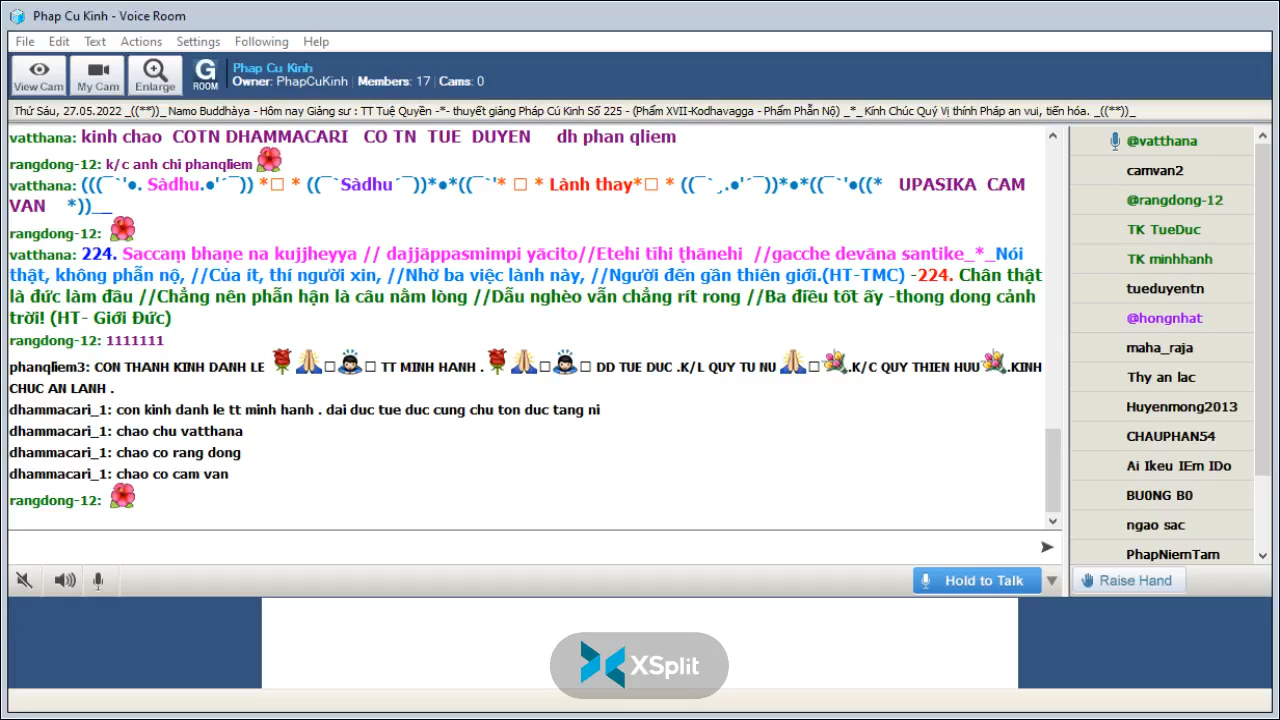 Phap Cu Kinh - Voice Room
File Edit Text Actions Settings Following Help
View Cam My Cam Enlarge G ROOM
Phap Cu Kinh
Owner: PhapCuKinh | Members: 17 | Cams: 0
Thứ Sáu, 27.05.2022 _((**))_ Namo Buddhàya - Hôm nay Giảng sư : TT Tuệ Quyền -*- thuyết giảng Pháp Cú Kinh Số 225 - (Phẩm XVII-Kodhavagga - Phẩm Phẫn Nộ) _*_ Kính Chúc Quý Vị thính Pháp an vui, tiến hóa. _((**))_
vatthana: kinh chao COTN DHAMMACARI CO TN TUE DUYEN dh phan qliem
rangdong-12: k/c anh chi phanqliem
vatthana: (((¯`'●. Sàdhu.●'´¯)) *□ * ((¯`Sàdhu´¯))*●*((¯`'* □ * Lành thay*□ * ((¯`¸.●'´¯))*●*((¯`'●((* UPASIKA CAM
VAN *))__
rangdong-12:
vatthana: 224. Saccaṃ bhaṇe na kujjheyya // dajjāppasmimpi yācito//Etehi tīhi ṭhānehi //gacche devāna santike_*_Nói
thật, không phẫn nộ, //Của ít, thí người xin, //Nhờ ba việc lành này, //Người đến gần thiên giới.(HT-TMC) -224. Chân thật
là đức làm đầu //Chẳng nên phẫn hận là câu nằm lòng //Dẫu nghèo vẫn chẳng rít rong //Ba điều tốt ấy -thong dong cảnh
trời! (HT- Giới Đức)
rangdong-12: 1111111
phanqliem3: CON THANH KINH DANH LE □ □ TT MINH HANH . □ □ DD TUE DUC .K/L QUY TU NU □ .K/C QUY THIEN HUU .KINH
CHUC AN LANH .
dhammacari_1: con kinh danh le tt minh hanh . dai duc tue duc cung chu ton duc tang ni
dhammacari_1: chao chu vatthana
dhammacari_1: chao co rang dong
dhammacari_1: chao co cam van
rangdong-12:
@vatthana
camvan2
@rangdong-12
TK TueDuc
TK minhhanh
tueduyentn
@hongnhat
maha_raja
Thy an lac
Huyenmong2013
CHAUPHAN54
Ai Ikeu IEm IDo
BU0NG B0
ngao sac
PhapNiemTam
Hold to Talk
Raise Hand
XSplit